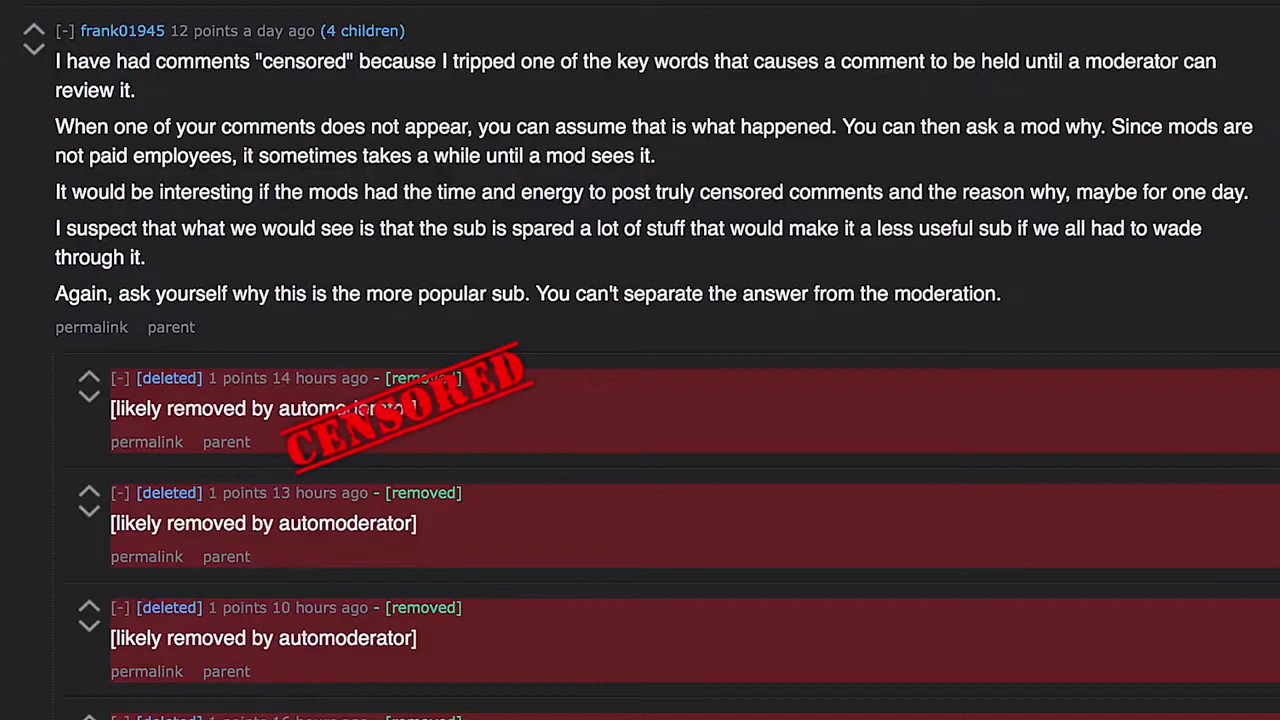 [-] frank01945 12 points a day ago (4 children)
I have had comments "censored" because I tripped one of the key words that causes a comment to be held until a moderator can
review it.
When one of your comments does not appear, you can assume that is what happened. You can then ask a mod why. Since mods are
not paid employees, it sometimes takes a while until a mod sees it.
It would be interesting if the mods had the time and energy to post truly censored comments and the reason why, maybe for one day.
I suspect that what we would see is that the sub is spared a lot of stuff that would make it a less useful sub if we all had to wade
through it.
Again, ask yourself why this is the more popular sub. You can't separate the answer from the moderation.
permalink parent
[-] [deleted] 1 points 14 hours ago - [removed]
[likely removed by automoderator]
CENSORED
permalink parent
[-] [deleted] 1 points 13 hours ago - [removed]
[likely removed by automoderator]
permalink parent
[-] [deleted] 1 points 10 hours ago - [removed]
[likely removed by automoderator]
permalink parent
[-] [deleted] 1 points 16 hours ago - [removed]